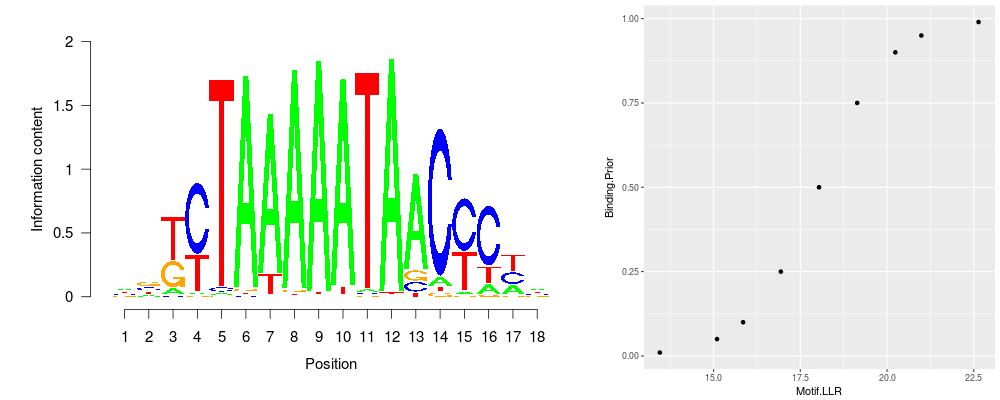 2
1.5
1
0.5
0
Information content
1 2 3 4 5 6 7 8 9 10 11 12 13 14 15 16 17 18
Position
G T
T C
T
A
T A
A
A
A
T
A
G A
A C
T C
A T C
A C T
1.00
0.75
0.50
0.25
0.00
Binding.Prior
15.0 17.5 20.0 22.5
Motif.LLR